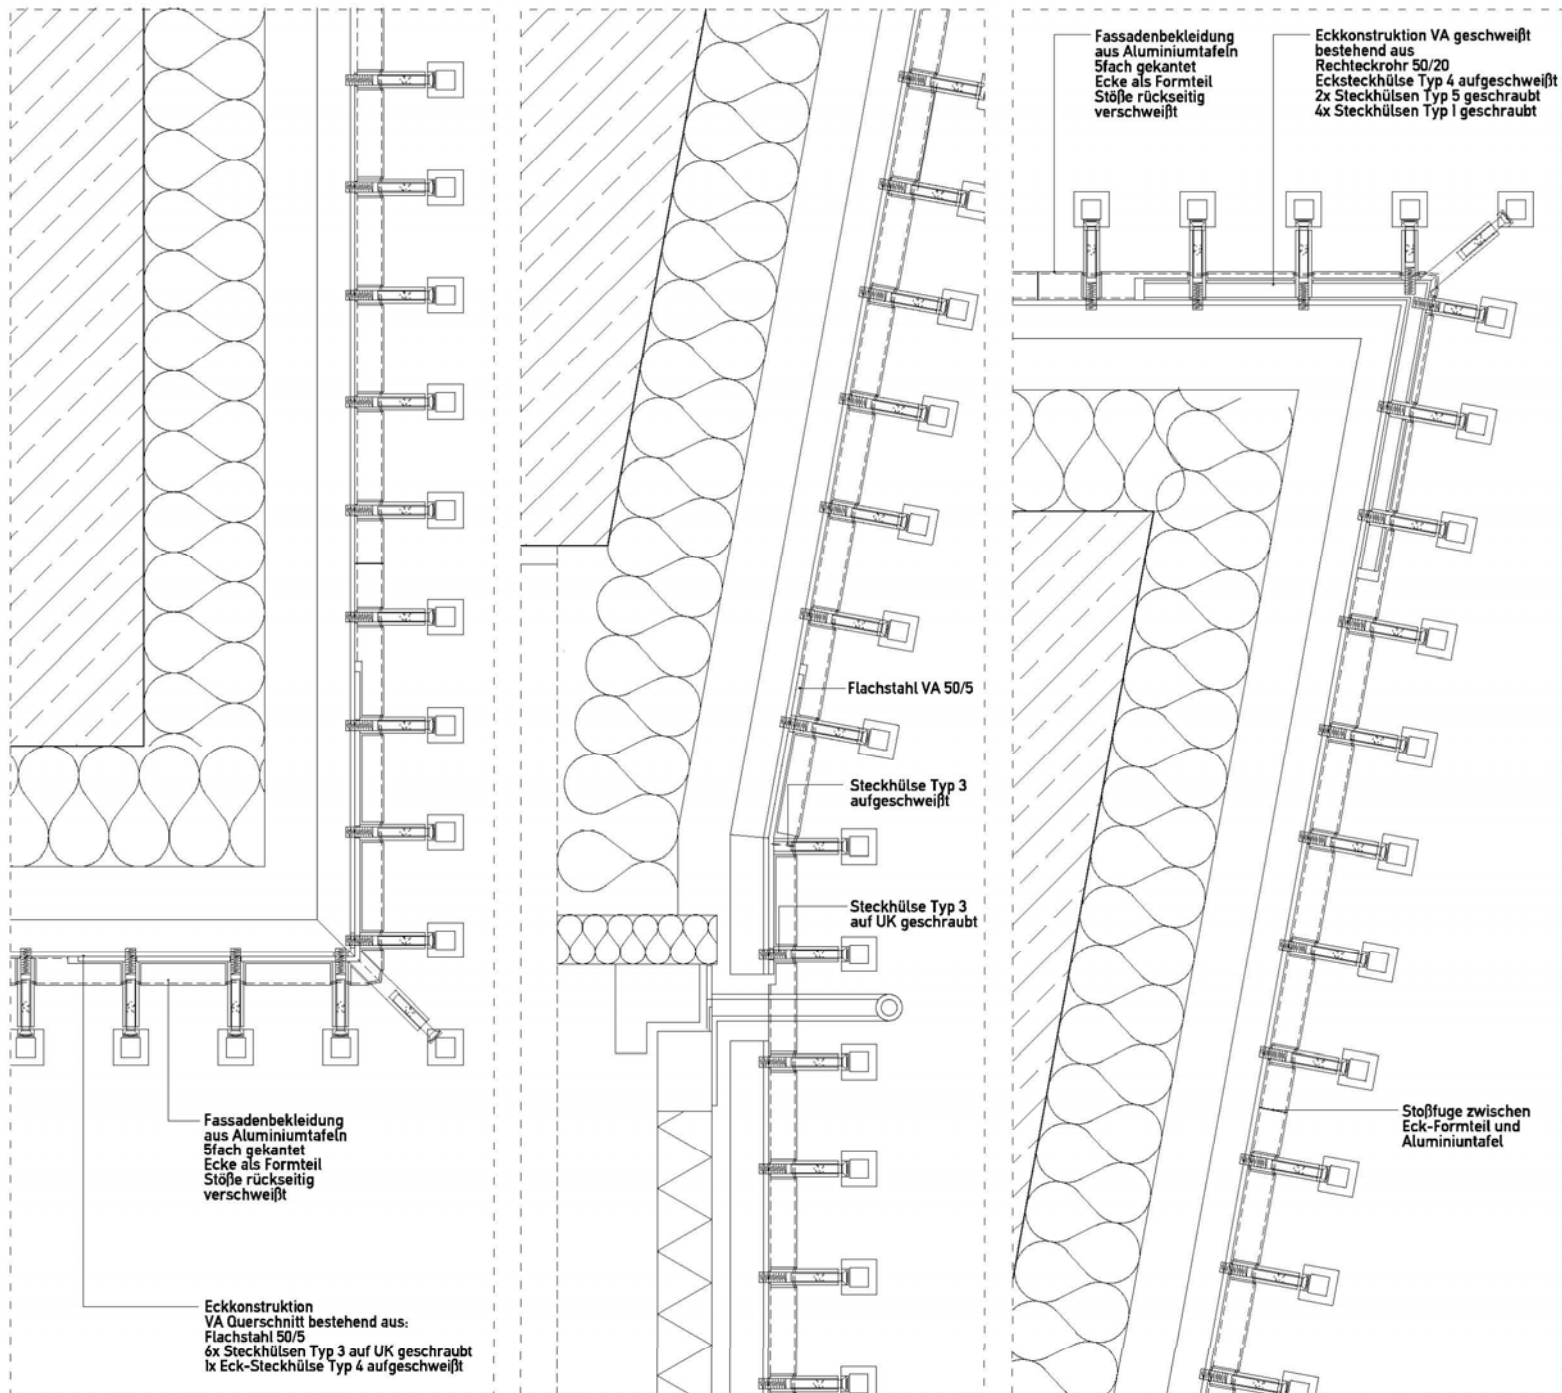 Fassadenbekleidung
aus Aluminiumtafeln
5fach gekantet
Ecke als Formteil
Stöße rückseitig
verschweißt
Eckkonstruktion
VA Querschnitt bestehend aus:
Flachstahl 50/5
6x Steckhülsen Typ 3 auf UK geschraubt
1x Eck-Steckhülse Typ 4 aufgeschweißt
Flachstahl VA 50/5
Steckhülse Typ 3
aufgeschweißt
Steckhülse Typ 3
auf UK geschraubt
Fassadenbekleidung
aus Aluminiumtafeln
5fach gekantet
Ecke als Formteil
Stöße rückseitig
verschweißt
Eckkonstruktion VA geschweißt
bestehend aus
Rechteckrohr 50/20
Ecksteckhülse Typ 4 aufgeschweißt
2x Steckhülsen Typ 5 geschraubt
4x Steckhülsen Typ 1 geschraubt
Stoßfuge zwischen
Eck-Formteil und
Aluminiuntafel